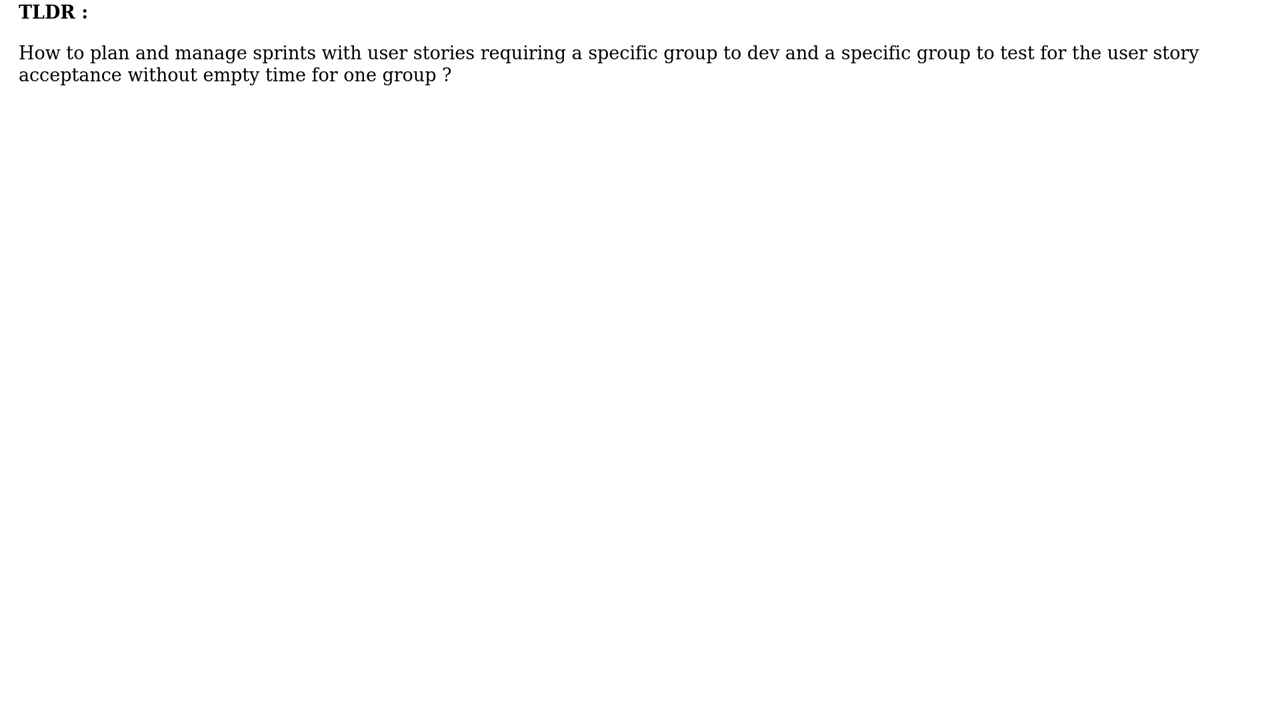 TLDR :
How to plan and manage sprints with user stories requiring a specific group to dev and a specific group to test for the user story
acceptance without empty time for one group ?